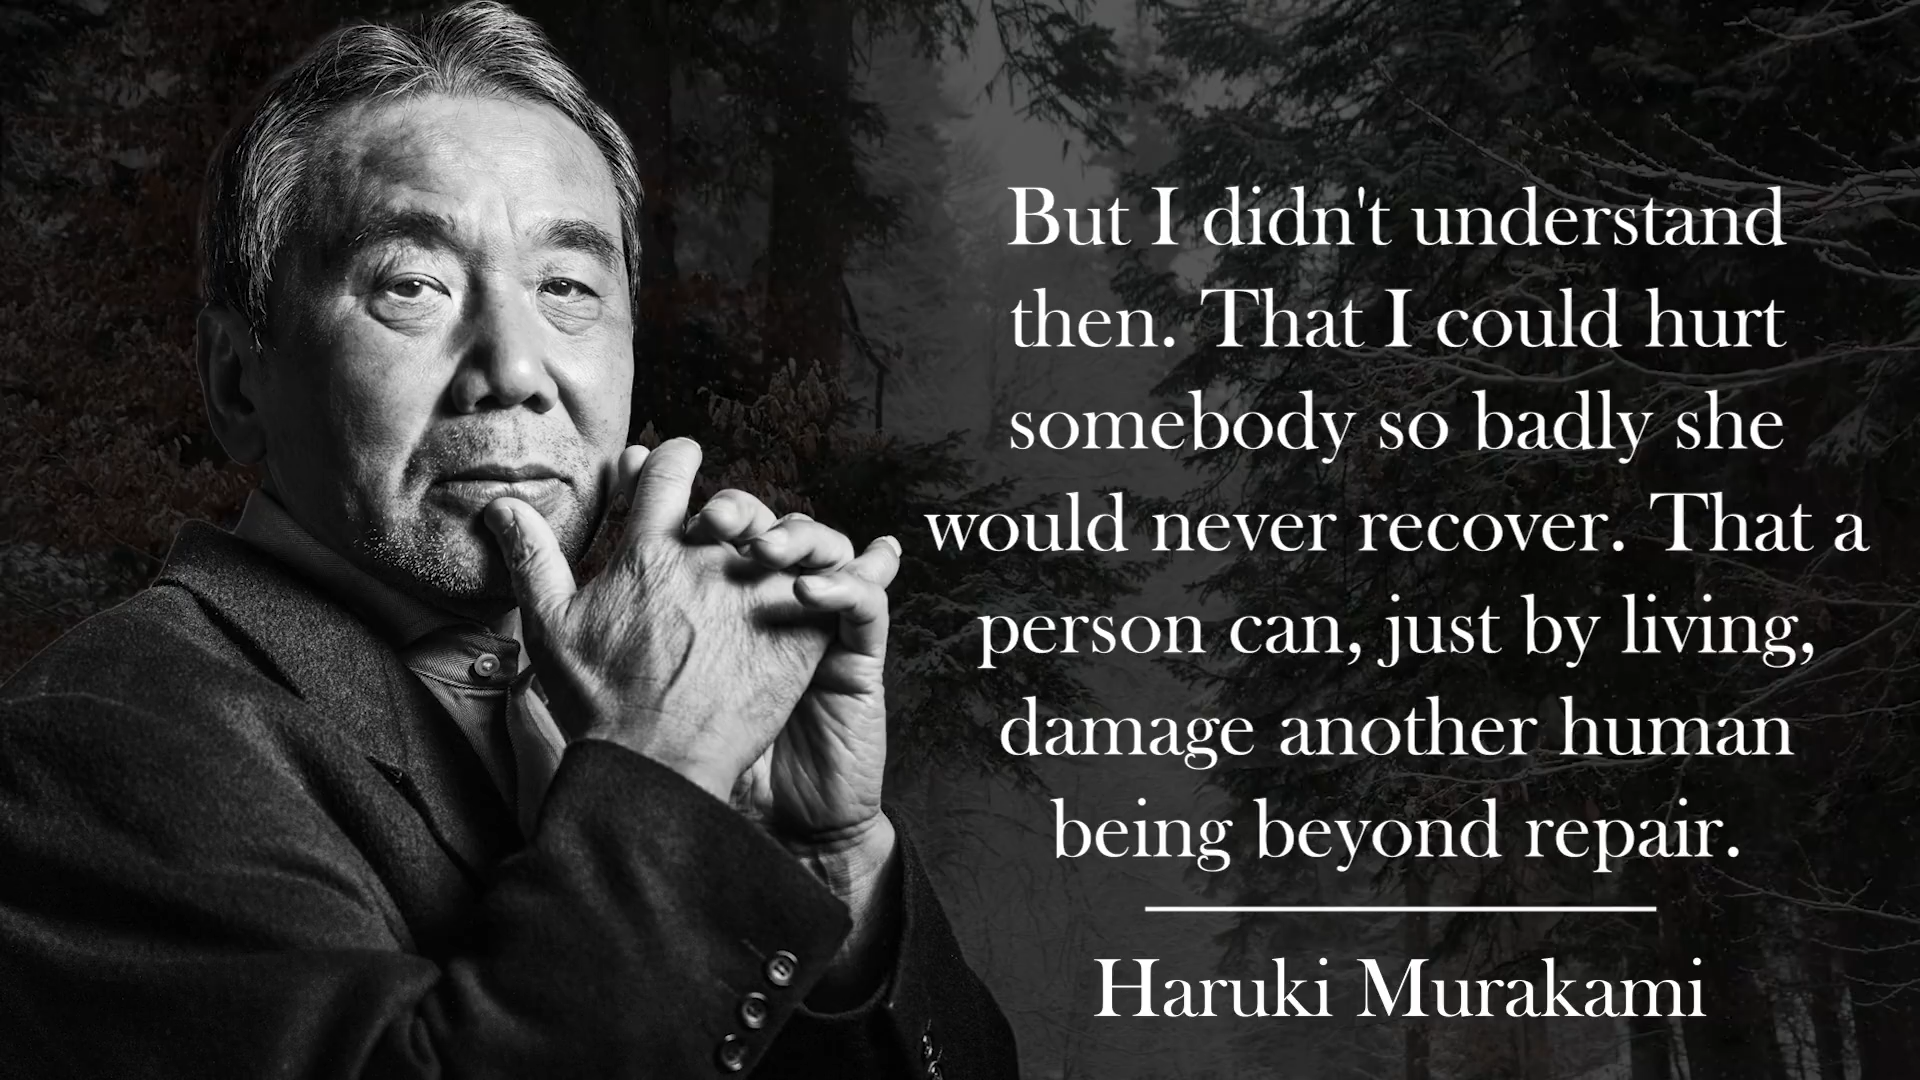 But I didn't understand
then. That I could hurt
somebody so badly she
would never recover. That a
person can, just by living,
damage another human
being beyond repair.
Haruki Murakami